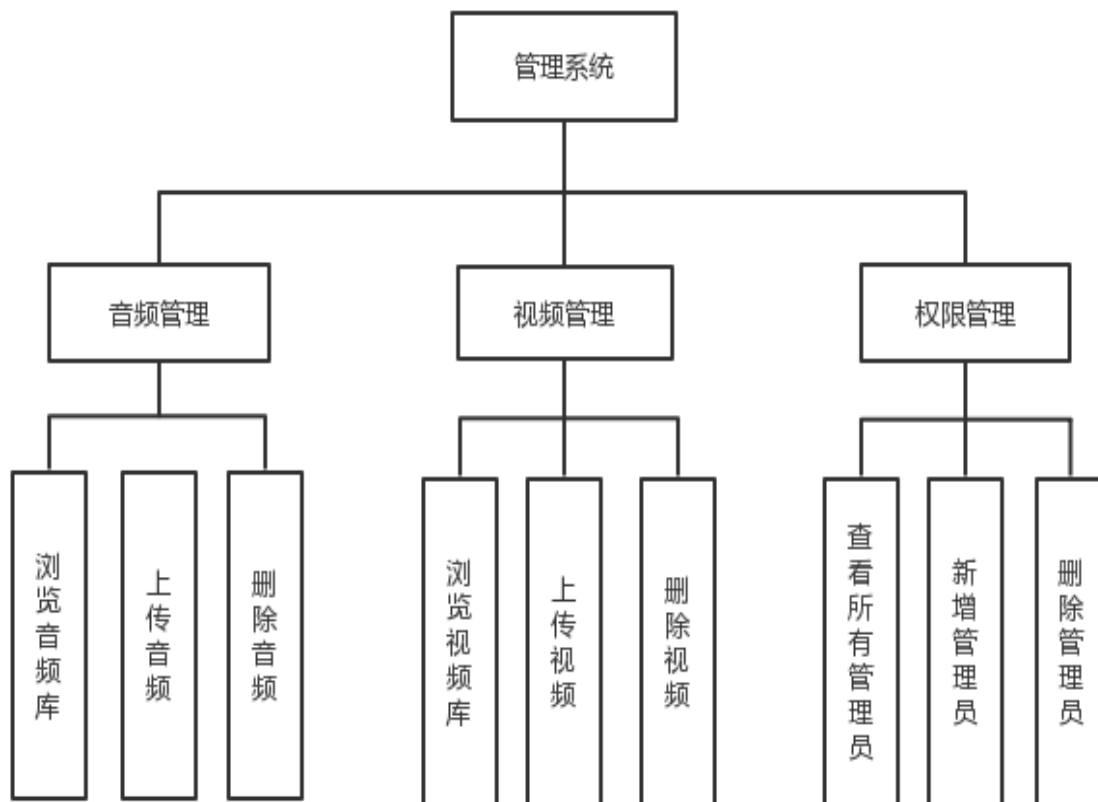 管理系统
音频管理
视频管理
权限管理
浏览音频库
上传音频
删除音频
浏览视频库
上传视频
删除视频
查看所有管理员
新增管理员
删除管理员